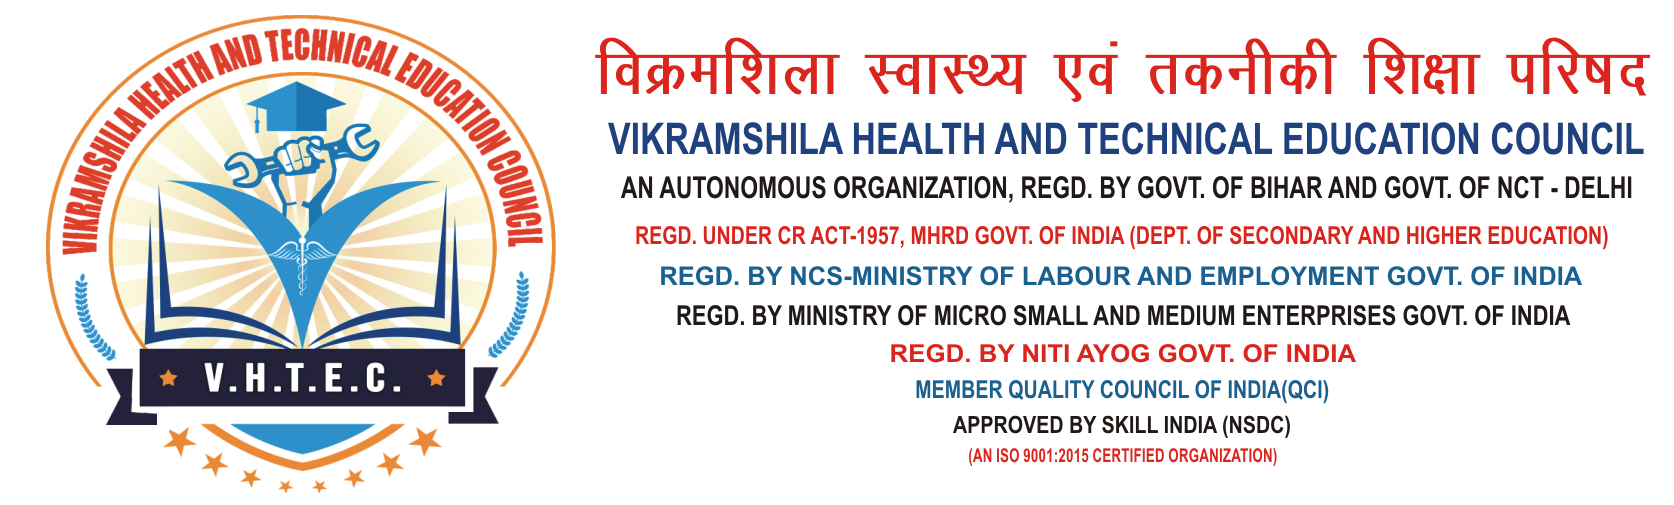 VIKRAMSHILA HEALTH AND TECHNICAL EDUCATION COUNCIL
V.H.T.E.C.
विक्रमशिला स्वास्थ्य एवं तकनीकी शिक्षा परिषद
VIKRAMSHILA HEALTH AND TECHNICAL EDUCATION COUNCIL
AN AUTONOMOUS ORGANIZATION, REGD. BY GOVT. OF BIHAR AND GOVT. OF NCT - DELHI
REGD. UNDER CR ACT-1957, MHRD GOVT. OF INDIA (DEPT. OF SECONDARY AND HIGHER EDUCATION)
REGD. BY NCS-MINISTRY OF LABOUR AND EMPLOYMENT GOVT. OF INDIA
REGD. BY MINISTRY OF MICRO SMALL AND MEDIUM ENTERPRISES GOVT. OF INDIA
REGD. BY NITI AYOG GOVT. OF INDIA
MEMBER QUALITY COUNCIL OF INDIA(QCI)
APPROVED BY SKILL INDIA (NSDC)
(AN ISO 9001:2015 CERTIFIED ORGANIZATION)